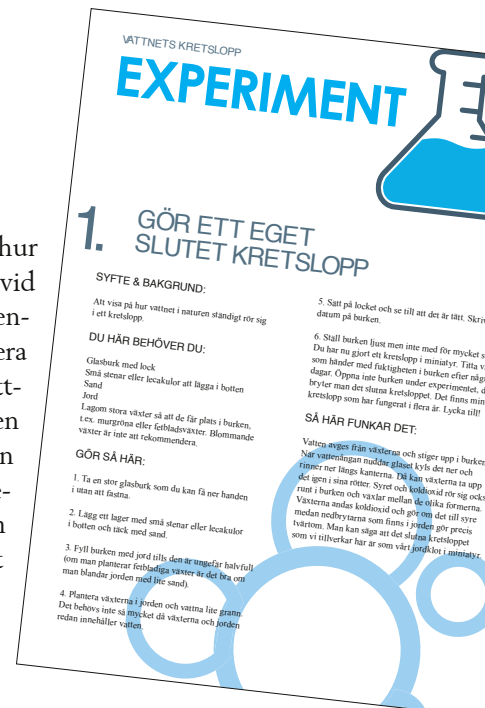 hur
vid
en-
era
tt-
en
n
e-
n
t
VATTNETS KRETSLOPP
EXPERIMENT
1. GÖR ETT EGET
SLUTET KRETSLOPP
SYFTE & BAKGRUND:
Att visa på hur vattnet i naturen ständigt rör sig
i ett kretslopp.
DU HÄR BEHÖVER DU:
Glasburk med lock
Små stenar eller lecakulor att lägga i botten
Sand
Jord
Lagom stora växter så att de får plats i burken,
t.ex. murgröna eller fetbladsväxter. Blommande
växter är inte att rekommendera.
GÖR SÅ HÄR:
1. Ta en stor glasburk som du kan få ner handen
i utan att fastna.
2. Lägg ett lager med små stenar eller lecakulor
i botten och täck med sand.
3. Fyll burken med jord tills den är ungefär halvfull
(om man planterar fetbladiga växter är det bra om
man blandar jorden med lite sand).
4. Plantera växterna i jorden och vattna lite grann.
Det behövs inte så mycket då växterna och jorden
redan innehåller vatten.
5. Sätt på locket och se till att det är tätt. Skriv
datum på burken.
6. Ställ burken ljust men inte med för mycket s
Du har nu gjort ett kretslopp i miniatyr. Titta v
som händer med fuktigheten i burken efter någ
dagar. Öppna inte burken under experimentet, d
bryter man det slutna kretsloppet. Det finns min
kretslopp som har fungerat i flera år. Lycka till!
SÅ HÄR FUNKAR DET:
Vatten avges från växterna och stiger upp i burken.
När vattenångan nuddar glaset kyls det ner och
rinner ner längs kanterna. Då kan växterna ta upp
det igen i sina rötter. Syret och koldioxid rör sig ocks
runt i burken och växlar mellan de olika formerna.
Växterna andas koldioxid och gör om det till syre
medan nedbrytarna som finns i jorden gör precis
tvärtom. Man kan säga att det slutna kretsloppet
som vi tillverkar här är som vårt jordklot i miniatyr.